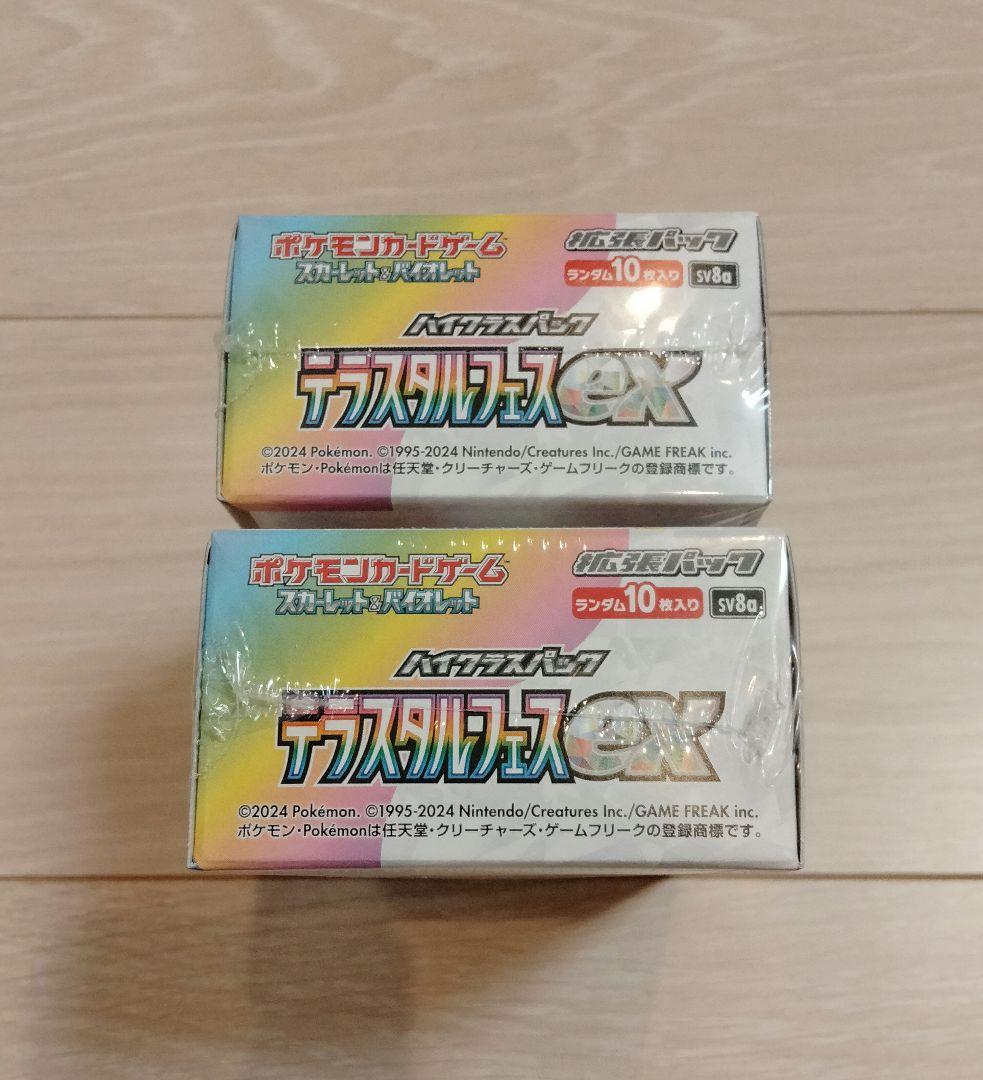 ポケモンカードゲーム
スカーレット&バイオレット
拡張パック
ランダム10枚入り SV8a
ハイクラスパック
テラスタルフェスex
©2024 Pokémon. ©1995-2024 Nintendo/Creatures Inc./GAME FREAK inc.
ポケモン・Pokémonは任天堂・クリーチャーズ・ゲームフリークの登録商標です。
ポケモンカードゲーム
スカーレット&バイオレット
拡張パック
ランダム10枚入り SV8a
ハイクラスパック
テラスタルフェスex
©2024 Pokémon. ©1995-2024 Nintendo/Creatures Inc./GAME FREAK inc.
ポケモン・Pokémonは任天堂・クリーチャーズ・ゲームフリークの登録商標です。